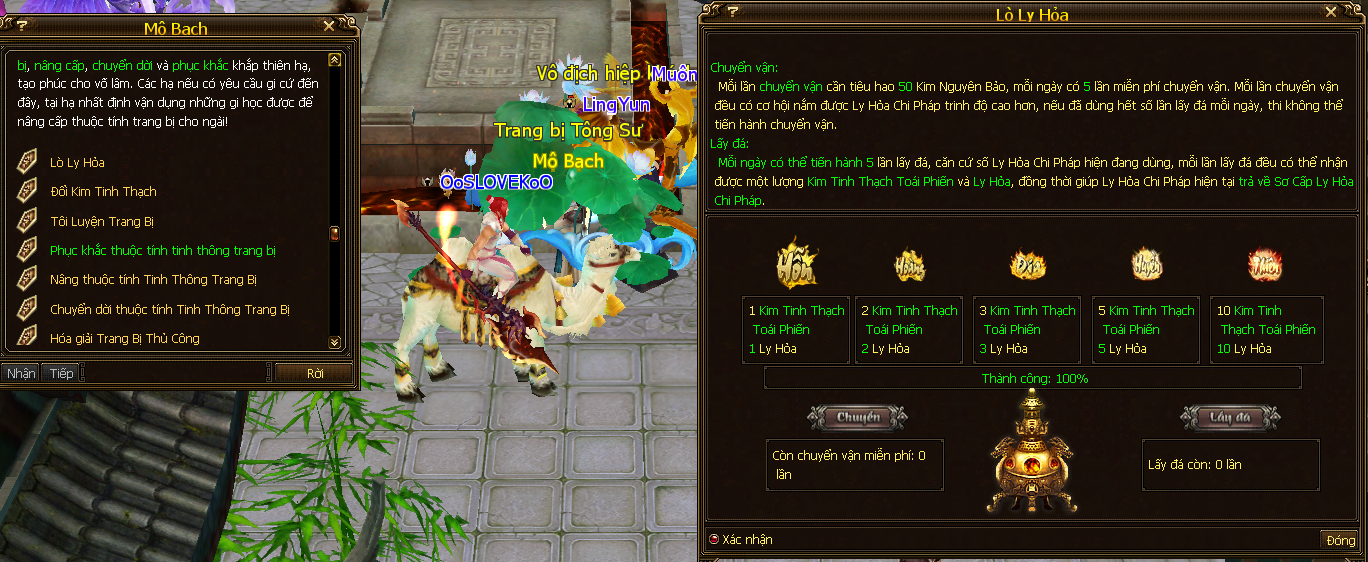 Mô Bạch
bị, nâng cấp, chuyển dời và phục khắc khắp thiên hạ,
tạo phúc cho võ lâm. Các hạ nếu có yêu cầu gì cứ đến
đây, tại hạ nhất định vận dụng những gì học được để
nâng cấp thuộc tính trang bị cho ngài!
Lò Ly Hỏa
Đổi Kim Tinh Thạch
Tôi Luyện Trang Bị
Phục khắc thuộc tính tinh thông trang bị
Nâng thuộc tính Tinh Thông Trang Bị
Chuyển dời thuộc tính Tinh Thông Trang Bị
Hóa giải Trang Bị Thủ Công
Nhận
Tiếp
Rời
Vô địch hiệp
Muôn
LingYun
Trang bị Tông Sư
Mô Bạch
OoSLOVEKoO
Lò Ly Hỏa
Chuyển vận:
Mỗi lần chuyển vận cần tiêu hao 50 Kim Nguyên Bảo, mỗi ngày có 5 lần miễn phí chuyển vận. Mỗi lần chuyển vận
đều có cơ hội nắm được Ly Hỏa Chi Pháp trình độ cao hơn, nếu đã dùng hết số lần lấy đá mỗi ngày, thì không thể
tiến hành chuyển vận.
Lấy đá:
Mỗi ngày có thể tiến hành 5 lần lấy đá, căn cứ số Ly Hỏa Chi Pháp hiện đang dùng, mỗi lần lấy đá đều có thể nhận
được một lượng Kim Tinh Thạch Toái Phiến và Ly Hỏa, đồng thời giúp Ly Hỏa Chi Pháp hiện tại trả về Sơ Cấp Ly Hỏa
Chi Pháp.
Hỗn
Hoàng
Địa
Huyền
Thiên
1 Kim Tinh Thạch
Toái Phiến
1 Ly Hỏa
2 Kim Tinh Thạch
Toái Phiến
2 Ly Hỏa
3 Kim Tinh Thạch
Toái Phiến
3 Ly Hỏa
5 Kim Tinh Thạch
Toái Phiến
5 Ly Hỏa
10 Kim Tinh
Thạch Toái Phiến
10 Ly Hỏa
Thành công: 100%
Chuyển
Lấy đá
Còn chuyển vận miễn phí: 0
lần
Lấy đá còn: 0 lần
Xác nhận
Đóng